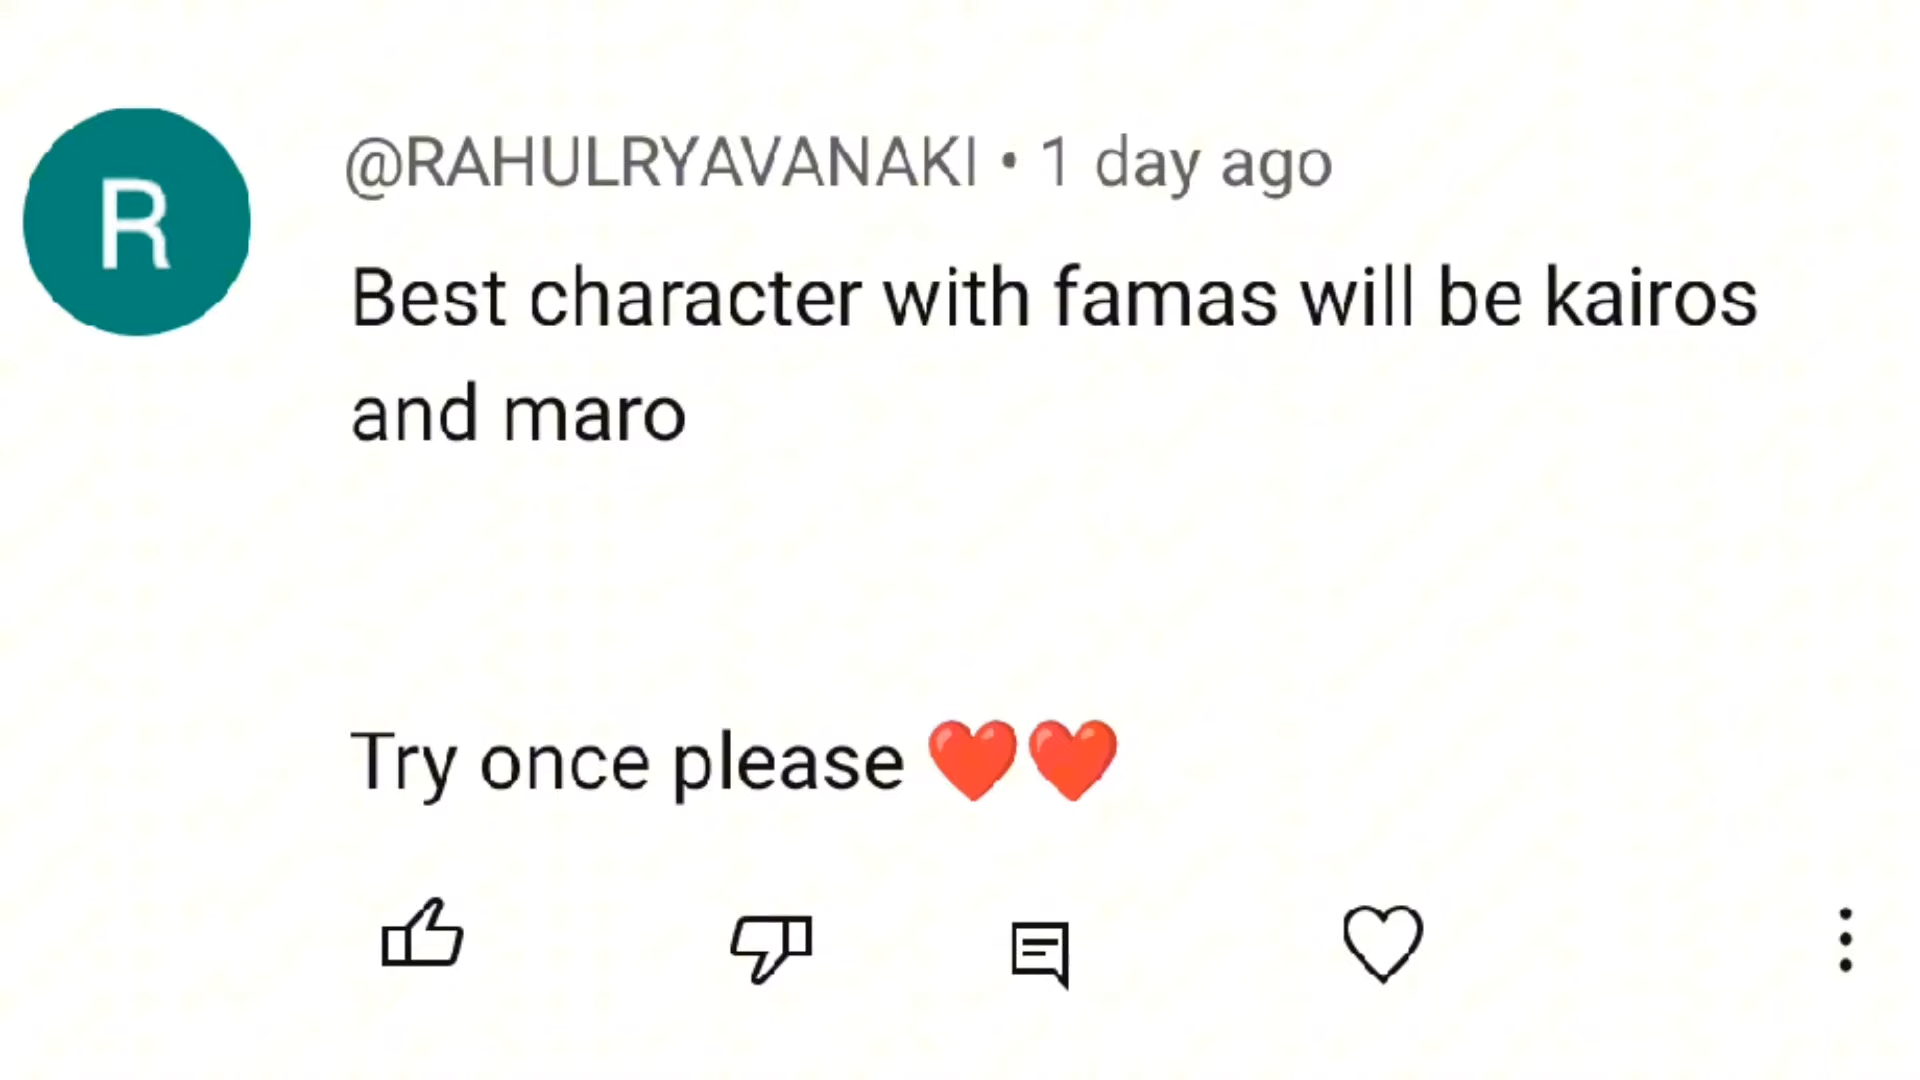 R
@RAHULRYAVANAKI • 1 day ago
Best character with famas will be kairos
and maro
Try once please ❤️❤️